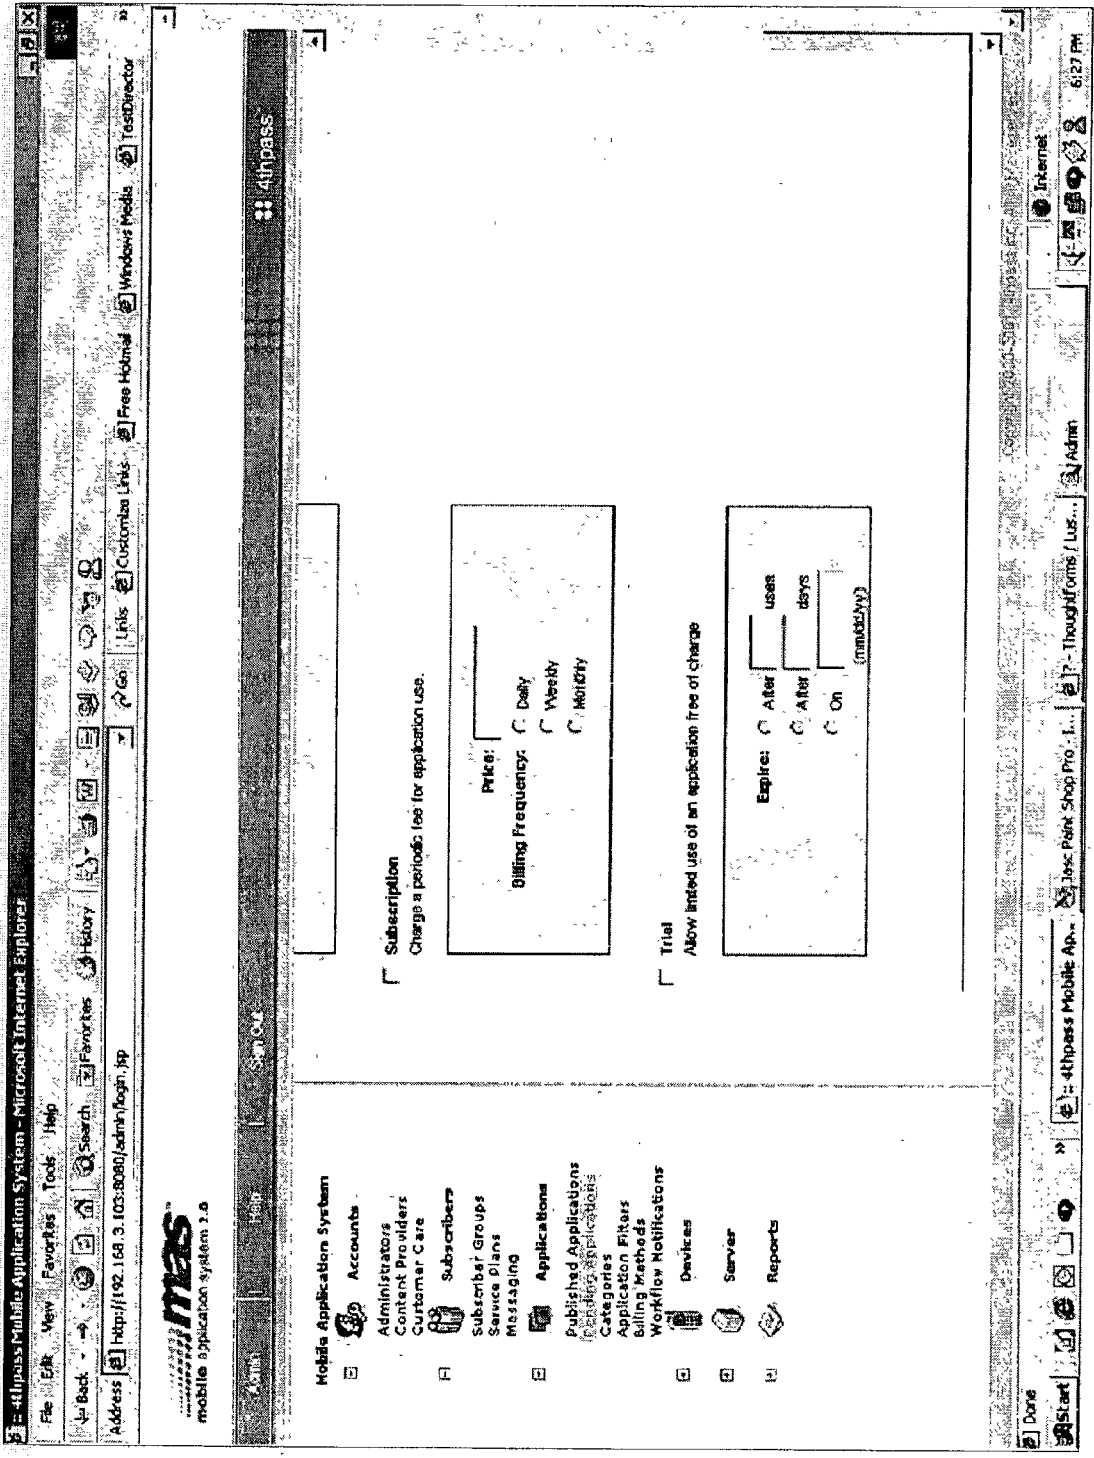 :: 4thpass Mobile Application System - Microsoft Internet Explorer
File Edit View Favorites Tools Help
Back Search Favorites History
Address http://192.168.3.103:8080/admin/login.jsp Go Links Customize Links Free Hotmail Windows Media TestDirector
mas
mobile application system 2.0
Admin Help Sign Out 4thpass
Mobile Application System
Accounts
Administrators
Content Providers
Customer Care
Subscribers
Subscriber Groups
Service Plans
Messaging
Applications
Published Applications
Pending Applications
Categories
Application Filters
Billing Methods
Workflow Notifications
Devices
Server
Reports
Subscription
Charge a periodic fee for application use.
Price:
Billing Frequency: Daily
Weekly
Monthly
Trial
Allow limited use of an application free of charge
Expire: After uses
After days
On
(mm/dd/yy)
Done Internet
Start :: 4thpass Mobile Ap... Jasc Paint Shop Pro - I... ? - Thoughtforms / Lus... Admin 6:27 PM